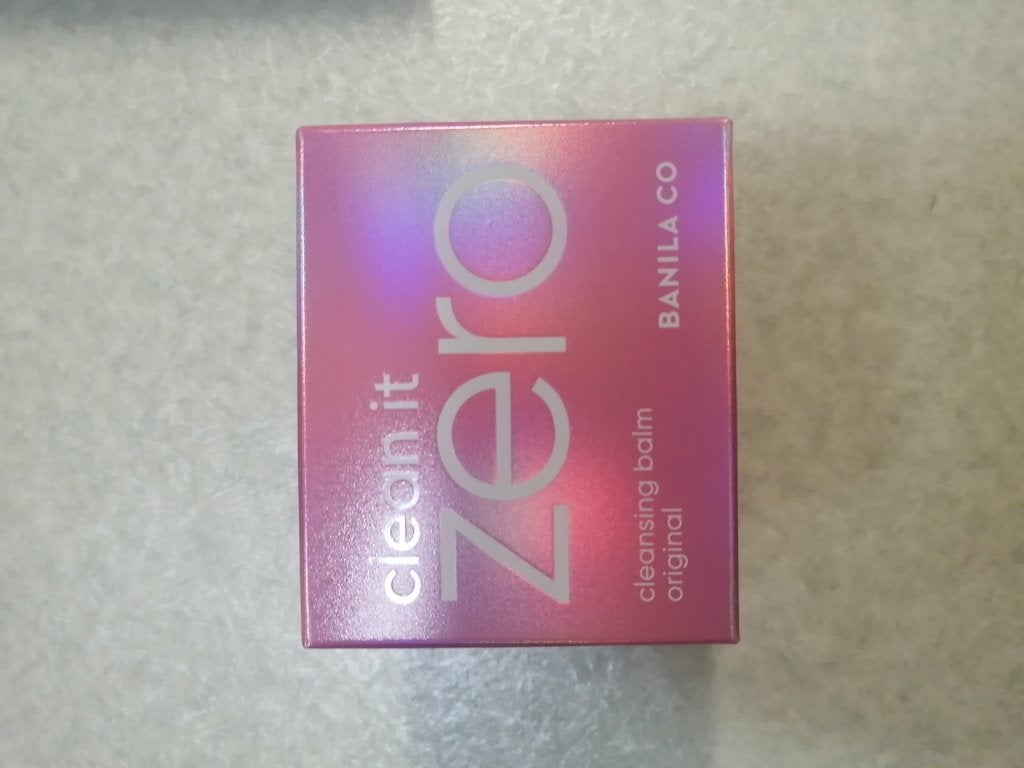 clean it
zero
cleansing balm
original
BANILA CO